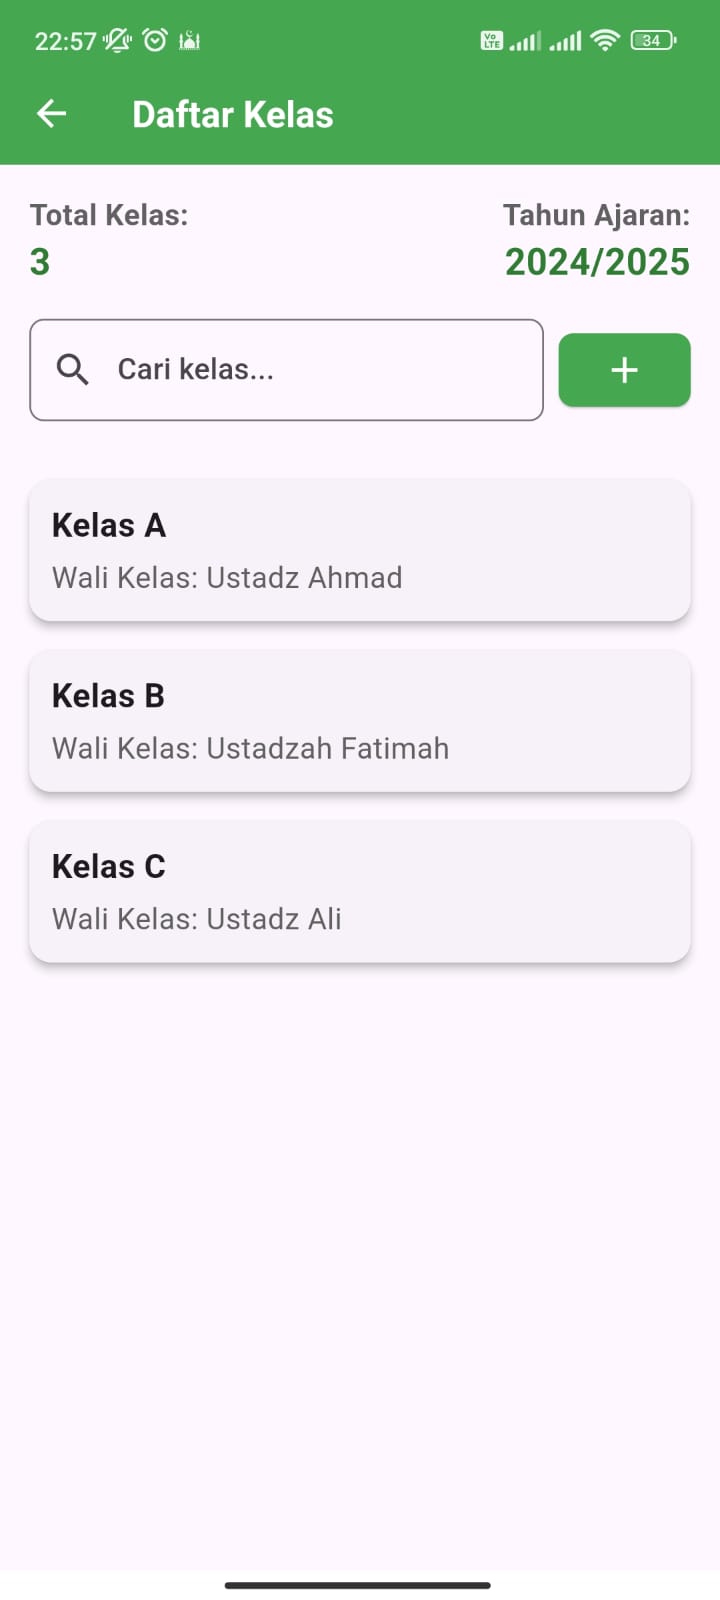 22:57
Vo
LTE
34
Daftar Kelas
Total Kelas:
3
Tahun Ajaran:
2024/2025
Cari kelas...
+
Kelas A
Wali Kelas: Ustadz Ahmad
Kelas B
Wali Kelas: Ustadzah Fatimah
Kelas C
Wali Kelas: Ustadz Ali